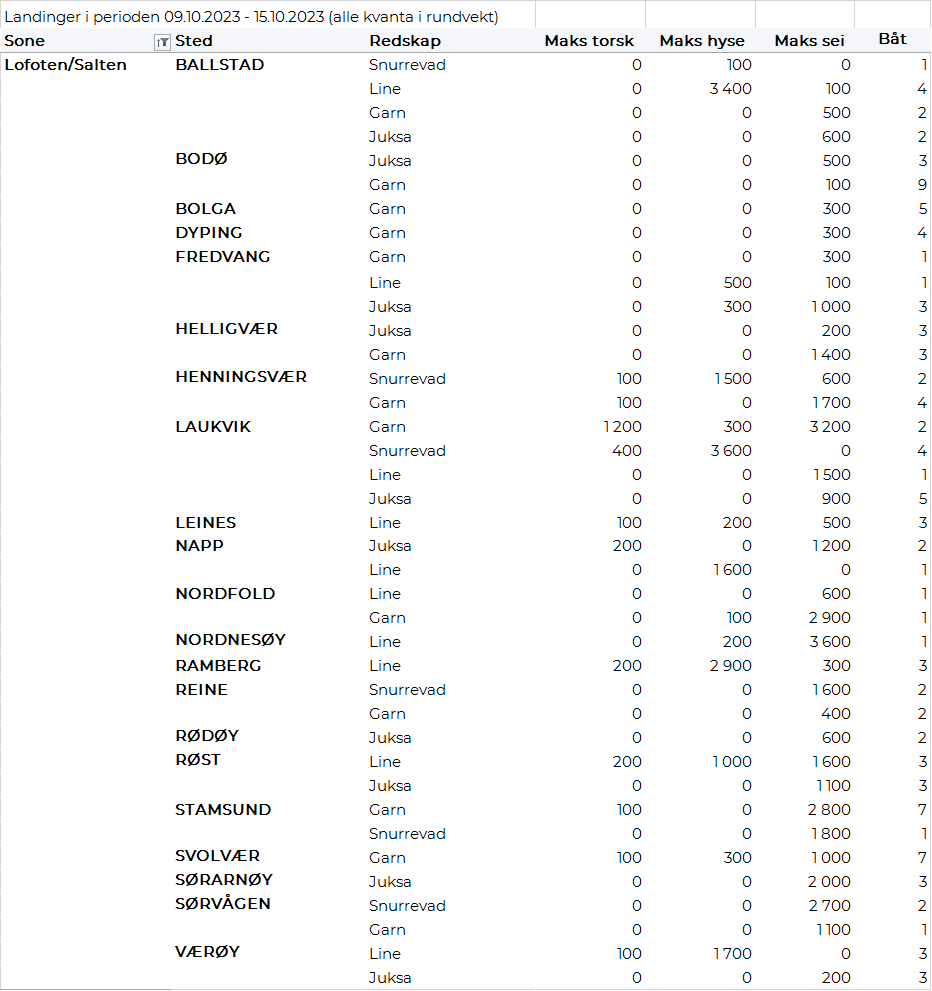 Landinger i perioden 09.10.2023 - 15.10.2023 (alle kvanta i rundvekt)
Sone Sted Redskap Maks torsk Maks hyse Maks sei Båt
Lofoten/Salten BALLSTAD Snurrevad 0 100 0 1
Line 0 3 400 100 4
Garn 0 0 500 2
Juksa 0 0 600 2
BODØ Juksa 0 0 500 3
Garn 0 0 100 9
BOLGA Garn 0 0 300 5
DYPING Garn 0 0 300 4
FREDVANG Garn 0 0 300 1
Line 0 500 100 1
Juksa 0 300 1 000 3
HELLIGVÆR Juksa 0 0 200 3
Garn 0 0 1 400 3
HENNINGSVÆR Snurrevad 100 1 500 600 2
Garn 100 0 1 700 4
LAUKVIK Garn 1 200 300 3 200 2
Snurrevad 400 3 600 0 4
Line 0 0 1 500 1
Juksa 0 0 900 5
LEINES Line 100 200 500 3
NAPP Juksa 200 0 1 200 2
Line 0 1 600 0 1
NORDFOLD Line 0 0 600 1
Garn 0 100 2 900 1
NORDNESØY Line 0 200 3 600 1
RAMBERG Line 200 2 900 300 3
REINE Snurrevad 0 0 1 600 2
Garn 0 0 400 2
RØDØY Juksa 0 0 600 2
RØST Line 200 1 000 1 600 3
Juksa 0 0 1 100 3
STAMSUND Garn 100 0 2 800 7
Snurrevad 0 0 1 800 1
SVOLVÆR Garn 100 300 1 000 7
SØRARNØY Juksa 0 0 2 000 3
SØRVÅGEN Snurrevad 0 0 2 700 2
Garn 0 0 1 100 1
VÆRØY Line 100 1 700 0 3
Juksa 0 0 200 3